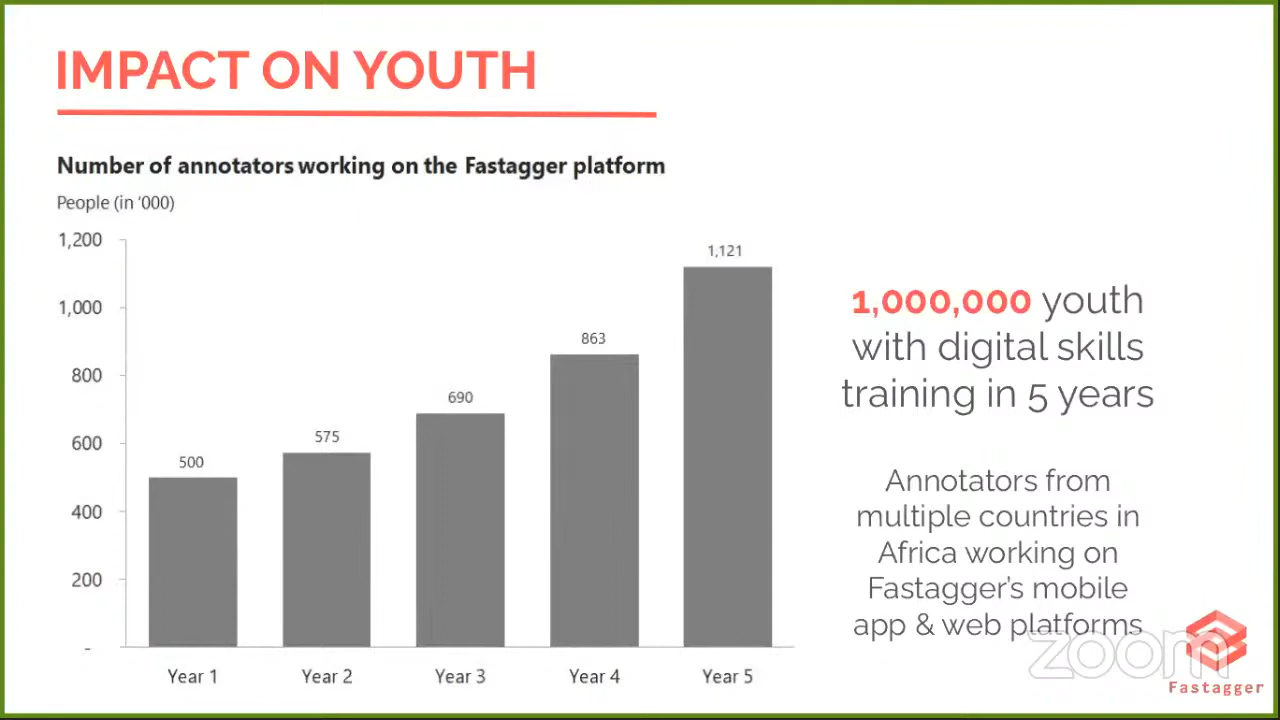 IMPACT ON YOUTH
Number of annotators working on the Fastagger platform
People (in ‘000)
1,200
1,000
800
600
400
200
-
500
575
690
863
1,121
Year 1
Year 2
Year 3
Year 4
Year 5
1,000,000 youth
with digital skills
training in 5 years
Annotators from
multiple countries in
Africa working on
Fastagger’s mobile
app & web platforms
zoom
Fastagger